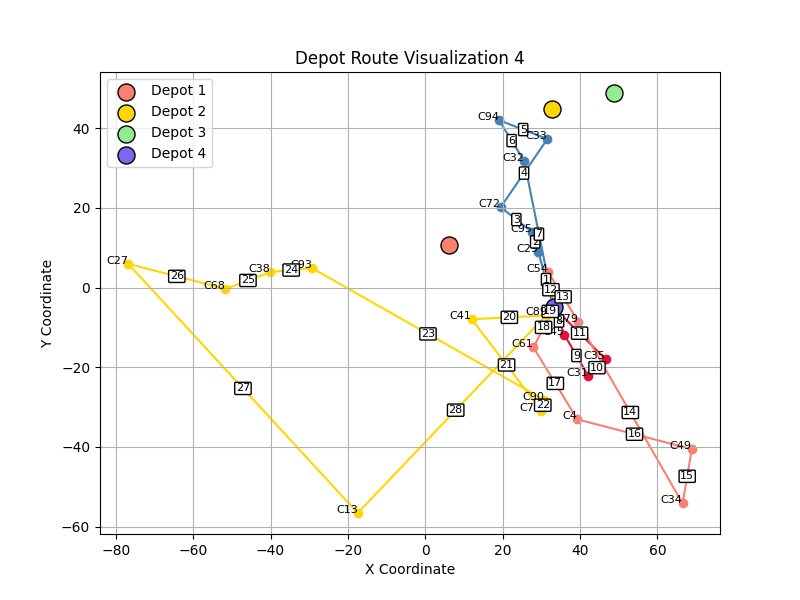 Depot Route Visualization 4
Depot 1
Depot 2
Depot 3
Depot 4
Y Coordinate
40
20
0
−20
−40
−60
−80
−60
−40
−20
0
20
40
60
X Coordinate
C94
5
C33
6
C32
4
C72
3
C95
7
2
C54
1
12
13
C27
26
C68
25
C38
24
C93
23
27
C13
28
C41
20
21
C90
22
C7
19
18
C61
17
C4
16
C49
15
C34
14
C79
11
C35
10
9
C31